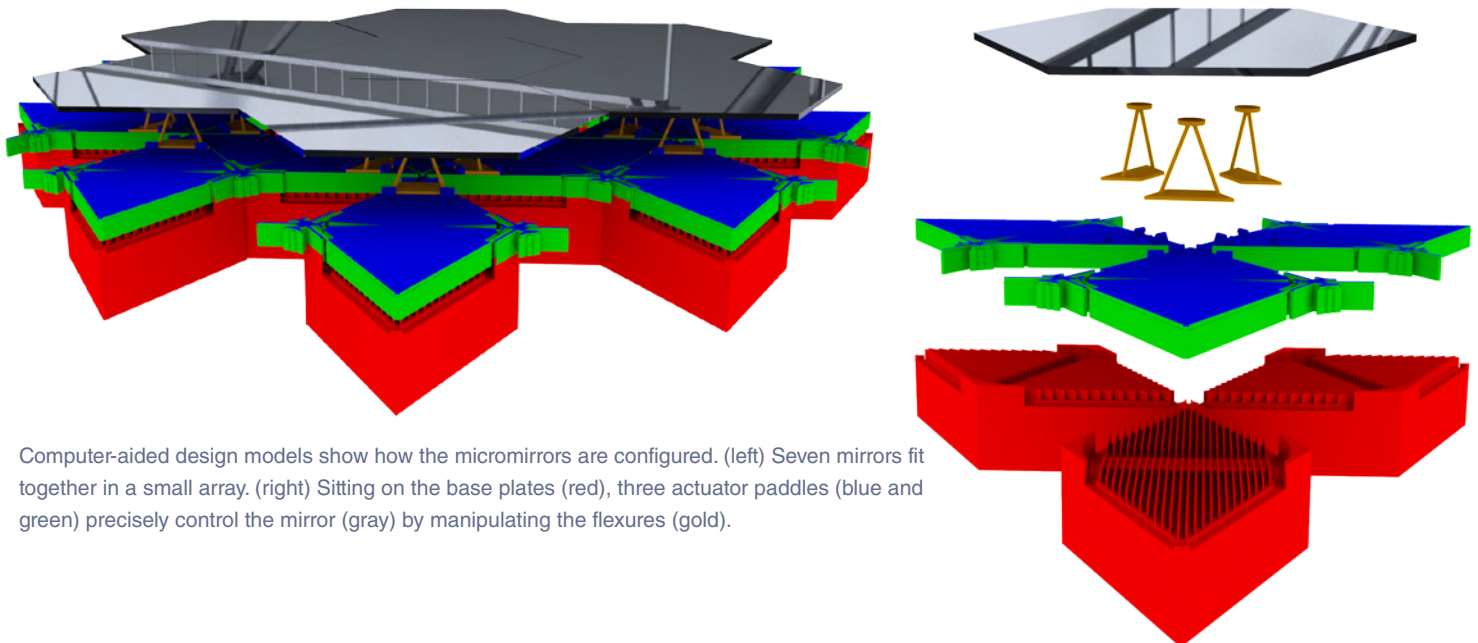 Computer-aided design models show how the micromirrors are configured. (left) Seven mirrors fit
together in a small array. (right) Sitting on the base plates (red), three actuator paddles (blue and
green) precisely control the mirror (gray) by manipulating the flexures (gold).